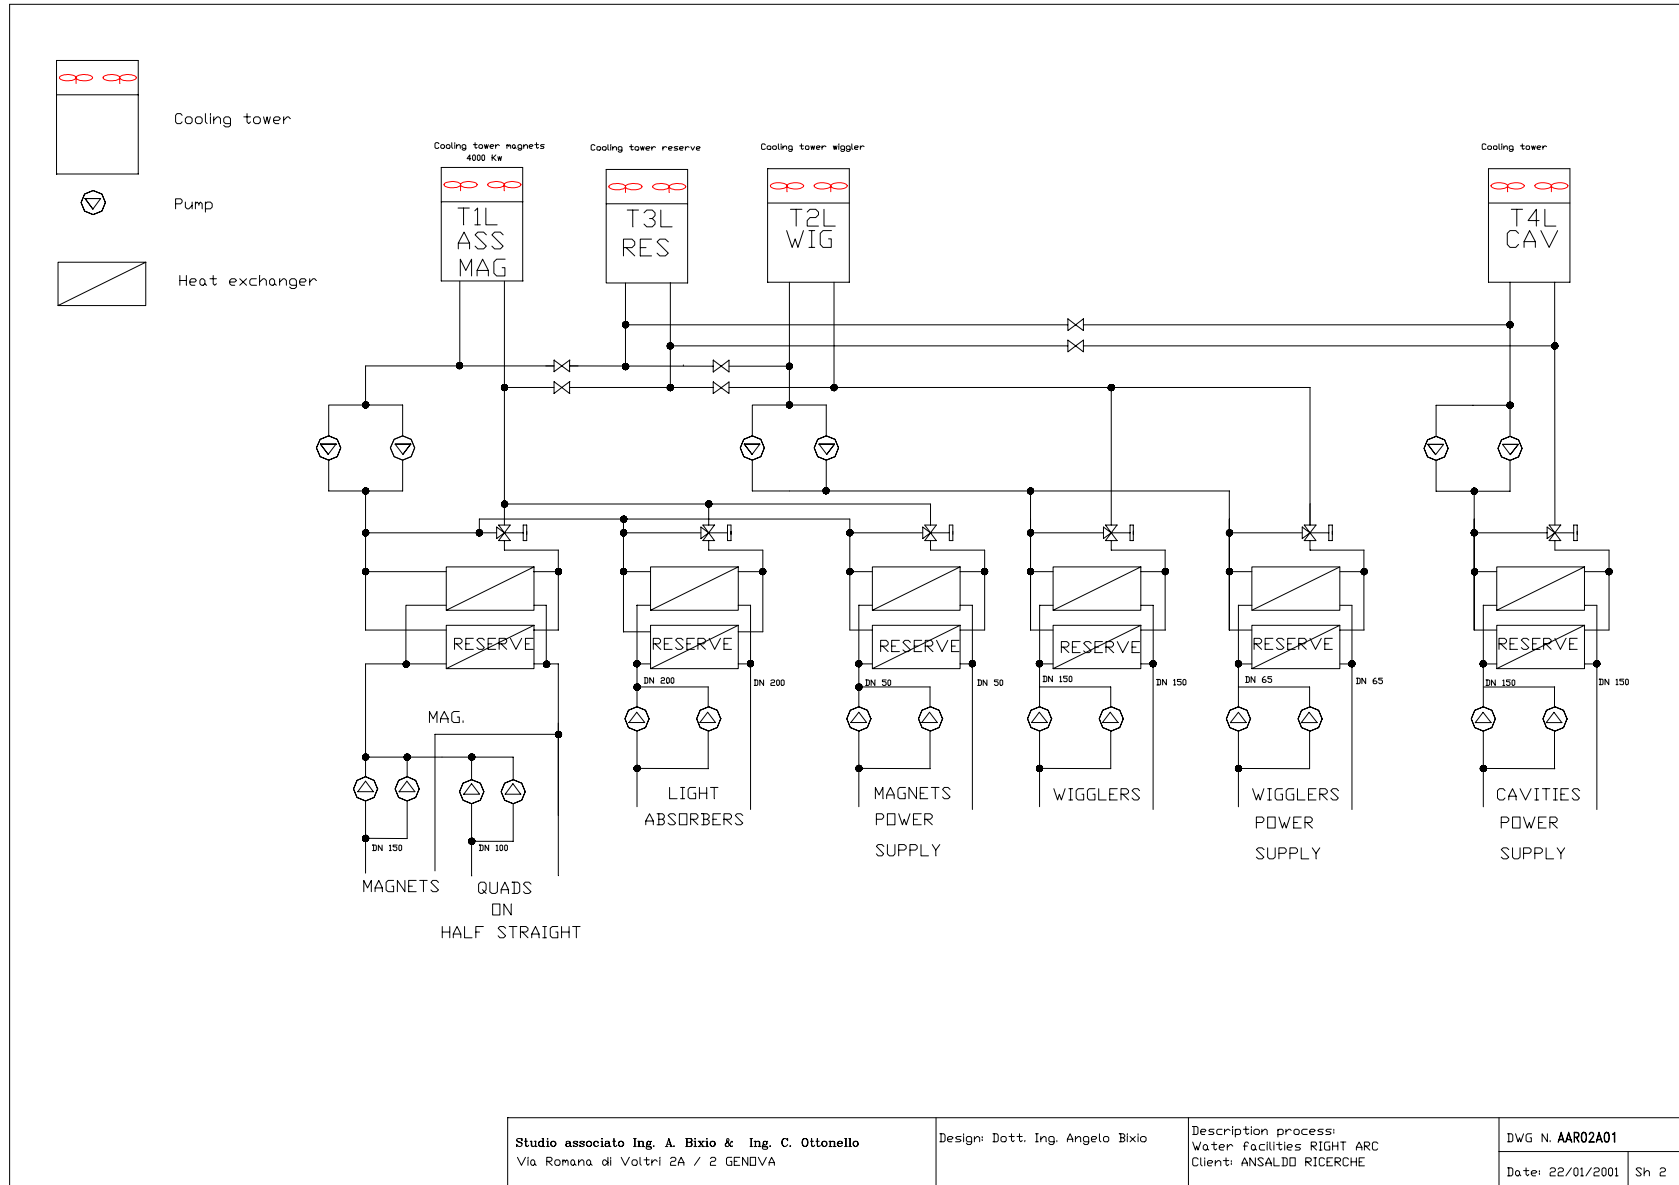 Cooling tower
Pump
Heat exchanger
Cooling tower magnets
4000 Kw
Cooling tower reserve
Cooling tower wiggler
Cooling tower
T1L
ASS
MAG
T3L
RES
T2L
WIG
T4L
CAV
RESERVE
RESERVE
RESERVE
RESERVE
RESERVE
RESERVE
DN 200
DN 200
DN 50
DN 50
DN 150
DN 150
DN 65
DN 65
DN 150
DN 150
MAG.
DN 150
DN 100
MAGNETS
QUADS
ON
HALF STRAIGHT
LIGHT
ABSORBERS
MAGNETS
POWER
SUPPLY
WIGGLERS
WIGGLERS
POWER
SUPPLY
CAVITIES
POWER
SUPPLY
Studio associato Ing. A. Bixio & Ing. C. Ottonello
Via Romana di Voltri 2A / 2 GENOVA
Design: Dott. Ing. Angelo Bixio
Description process:
Water facilities RIGHT ARC
Client: ANSALDO RICERCHE
DWG N. AAR02A01
Date: 22/01/2001
Sh 2